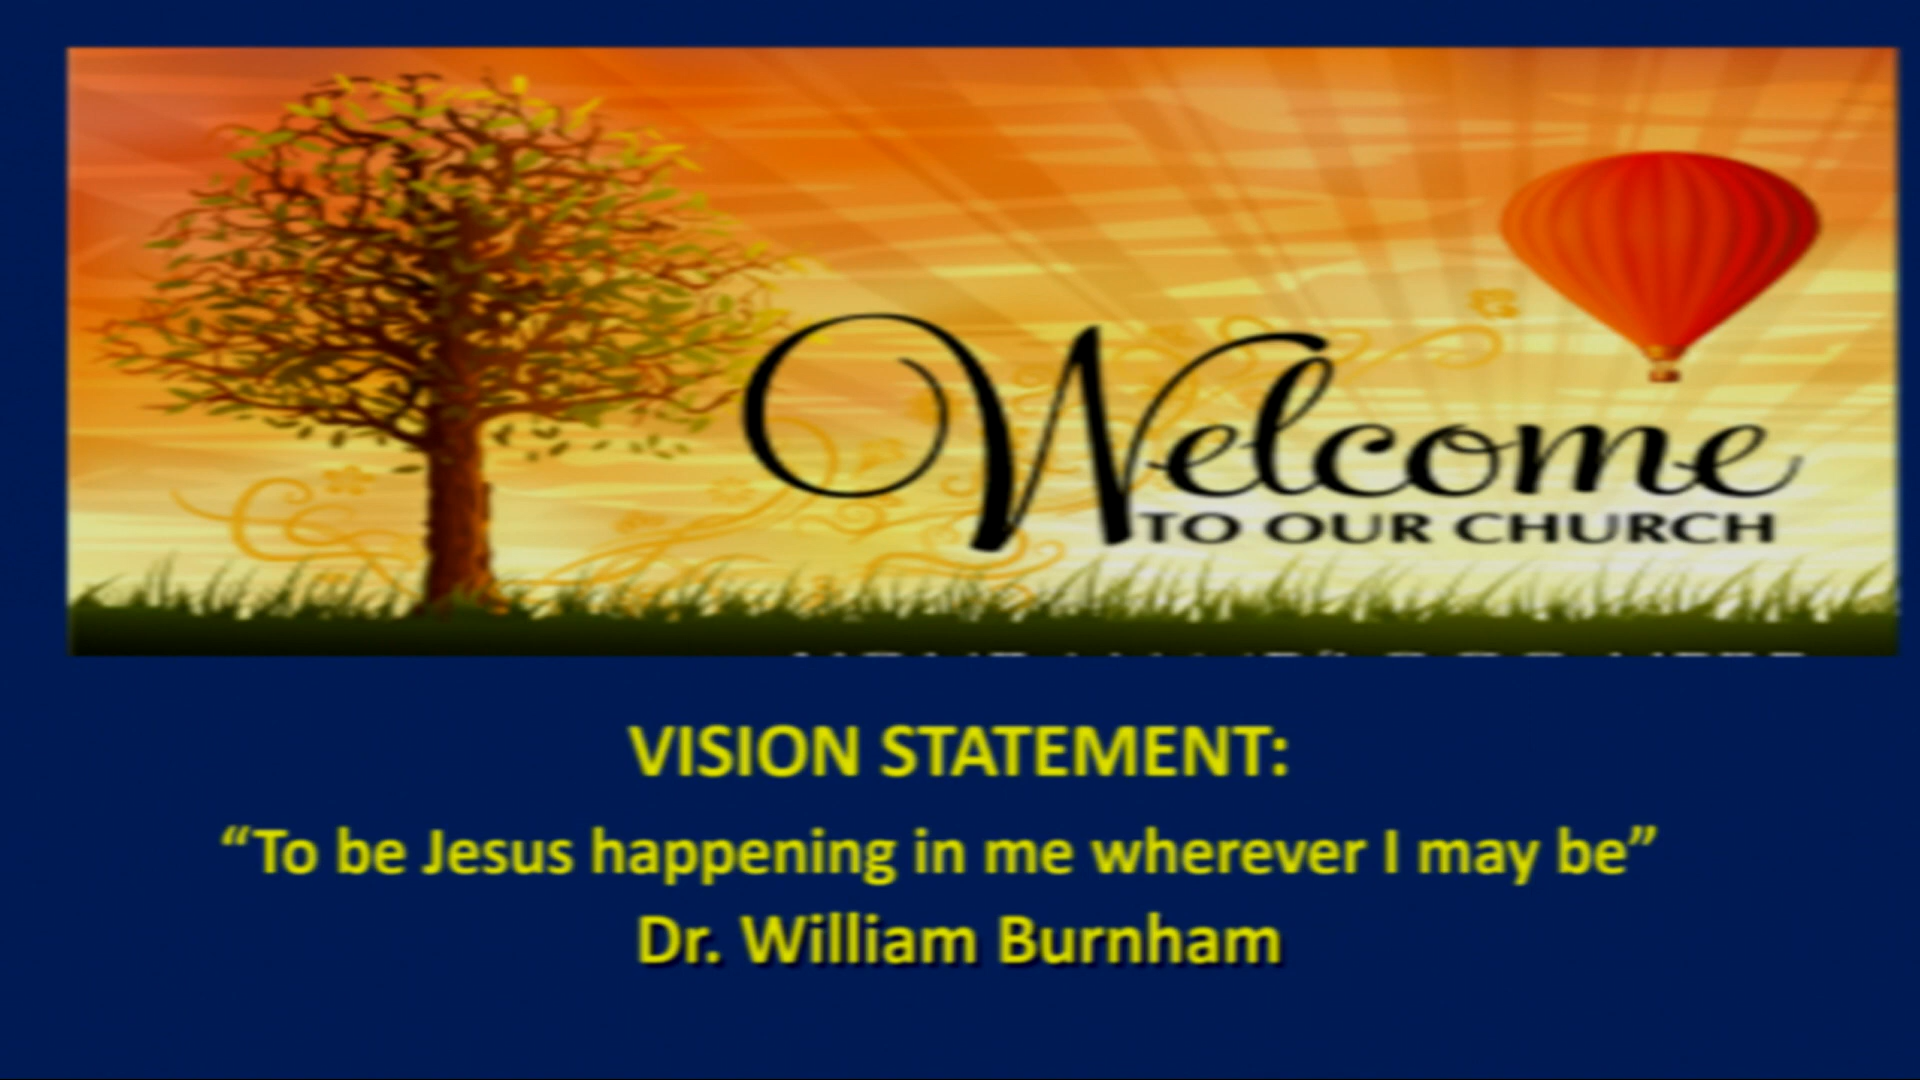 Welcome
TO OUR CHURCH
VISION STATEMENT:
“To be Jesus happening in me wherever I may be”
Dr. William Burnham